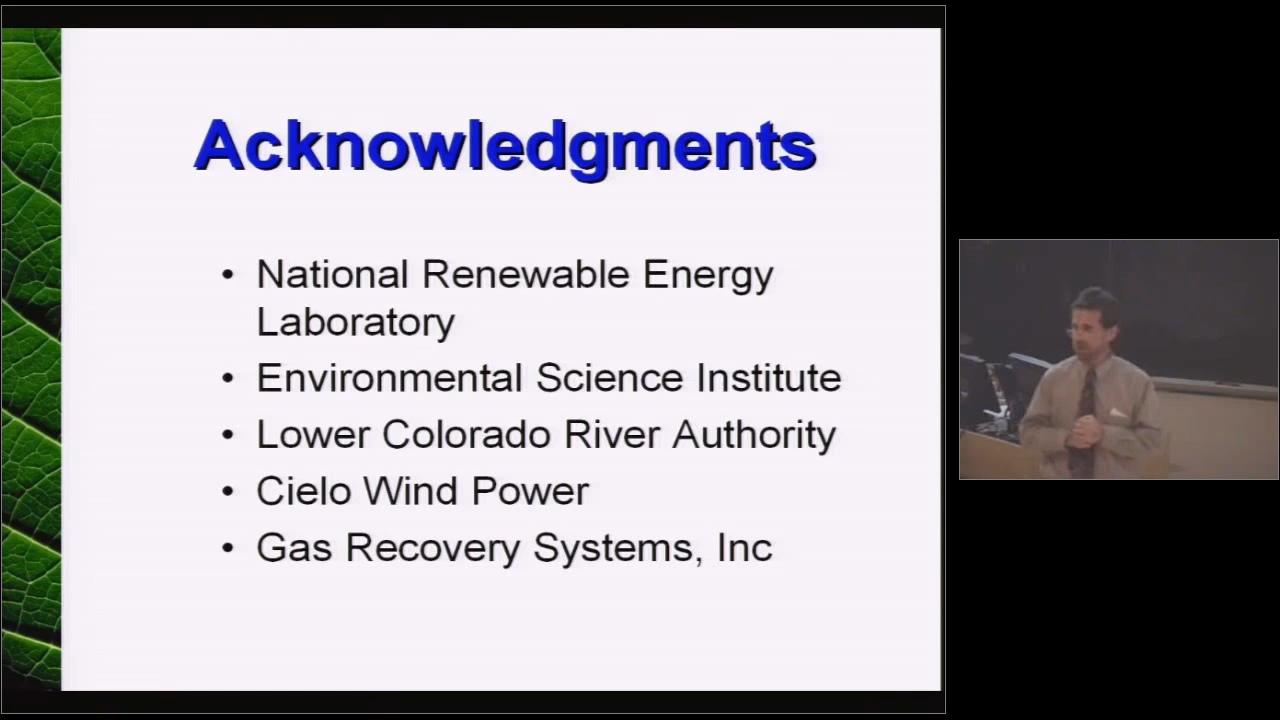 Acknowledgments
• National Renewable Energy
Laboratory
• Environmental Science Institute
• Lower Colorado River Authority
• Cielo Wind Power
• Gas Recovery Systems, Inc